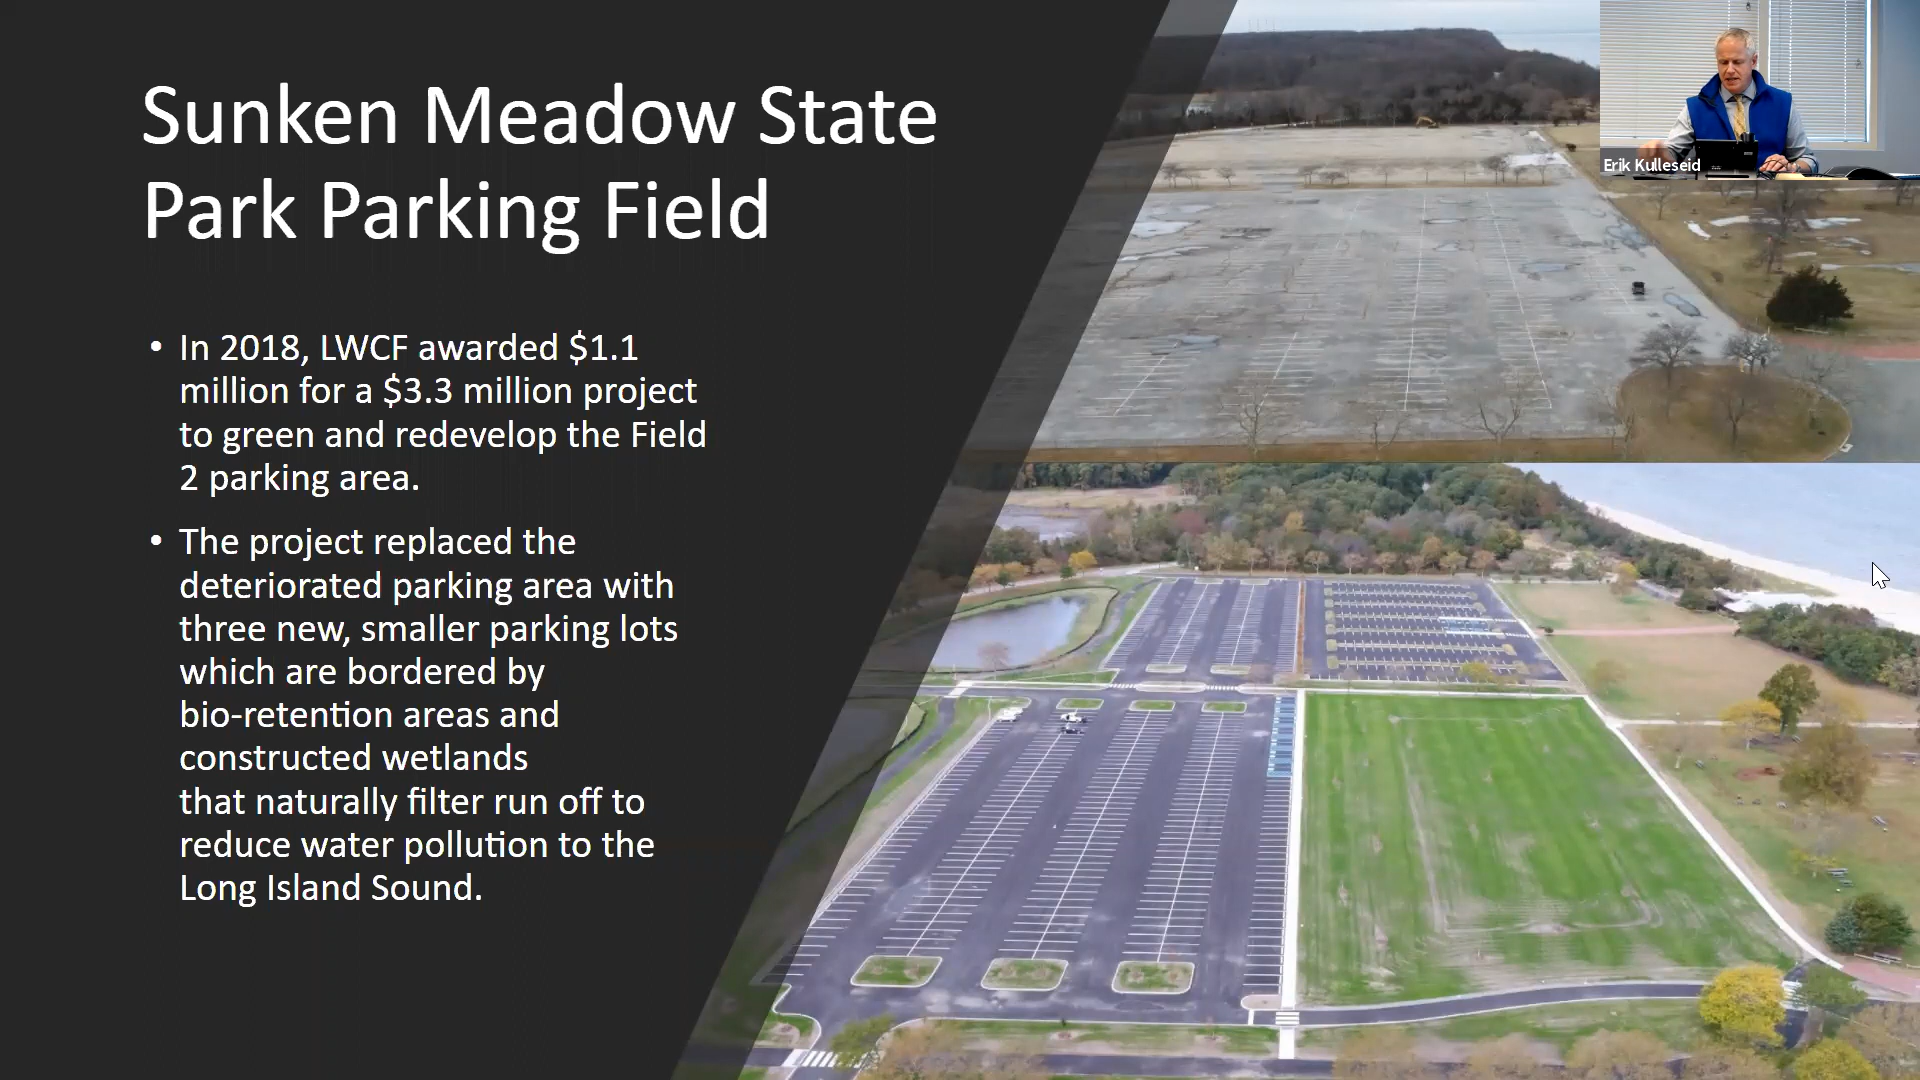 Sunken Meadow State
Park Parking Field
• In 2018, LWCF awarded $1.1
million for a $3.3 million project
to green and redevelop the Field
2 parking area.
• The project replaced the
deteriorated parking area with
three new, smaller parking lots
which are bordered by
bio-retention areas and
constructed wetlands
that naturally filter run off to
reduce water pollution to the
Long Island Sound.
Erik Kulleseid